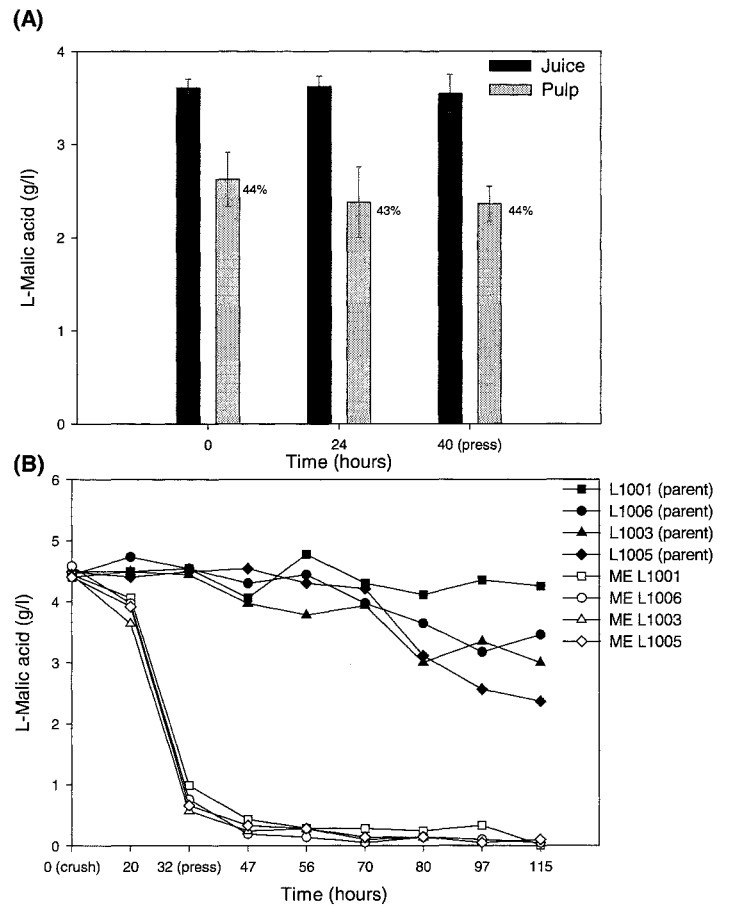 (A)
4
3
2
1
0
L-Malic acid (g/l)
Juice
Pulp
44%
43%
44%
0
24
40 (press)
Time (hours)
(B)
6
5
4
3
2
1
0
L-Malic acid (g/l)
L1001 (parent)
L1006 (parent)
L1003 (parent)
L1005 (parent)
ME L1001
ME L1006
ME L1003
ME L1005
0 (crush)
20
32 (press)
47
56
70
80
97
115
Time (hours)